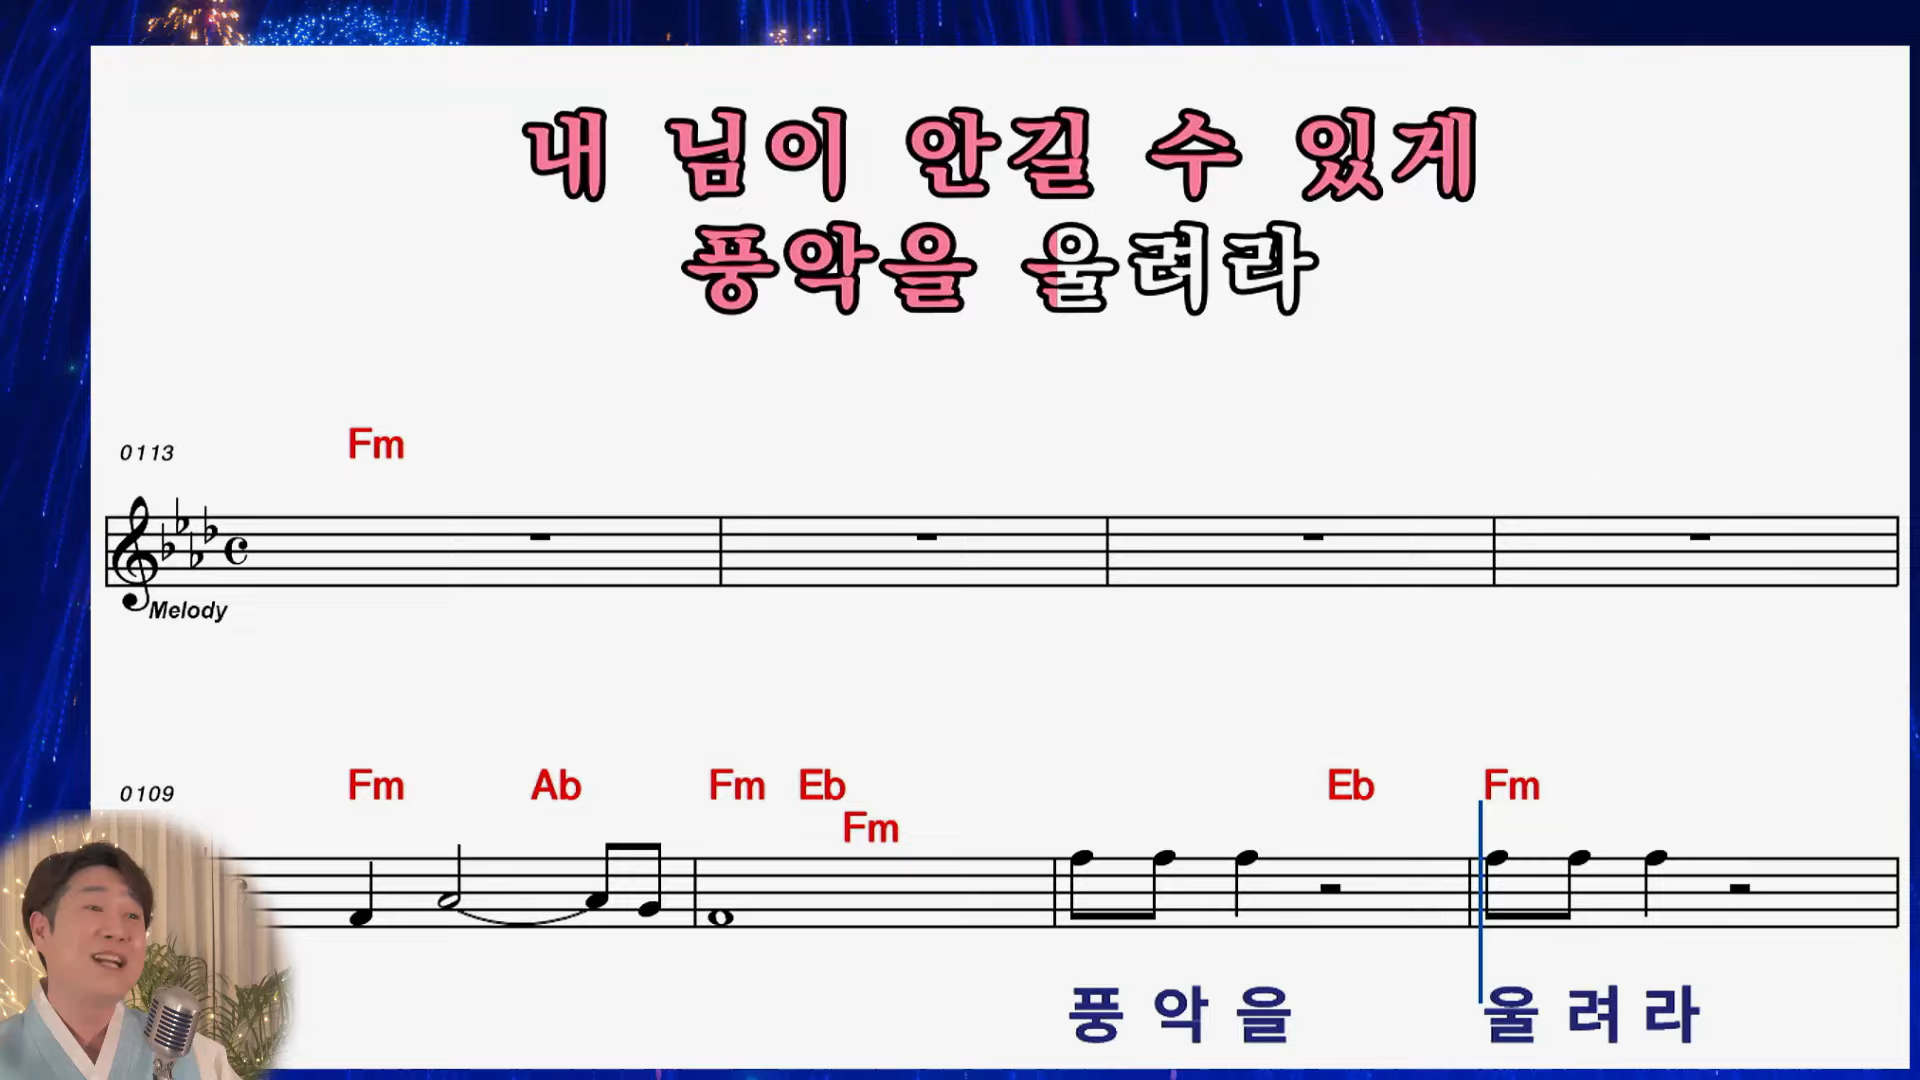 내 님이 안길 수 있게
풍악을 울려라
0113 Fm
Melody
0109 Fm Ab Fm Eb Eb Fm
Fm
풍악을 울려라